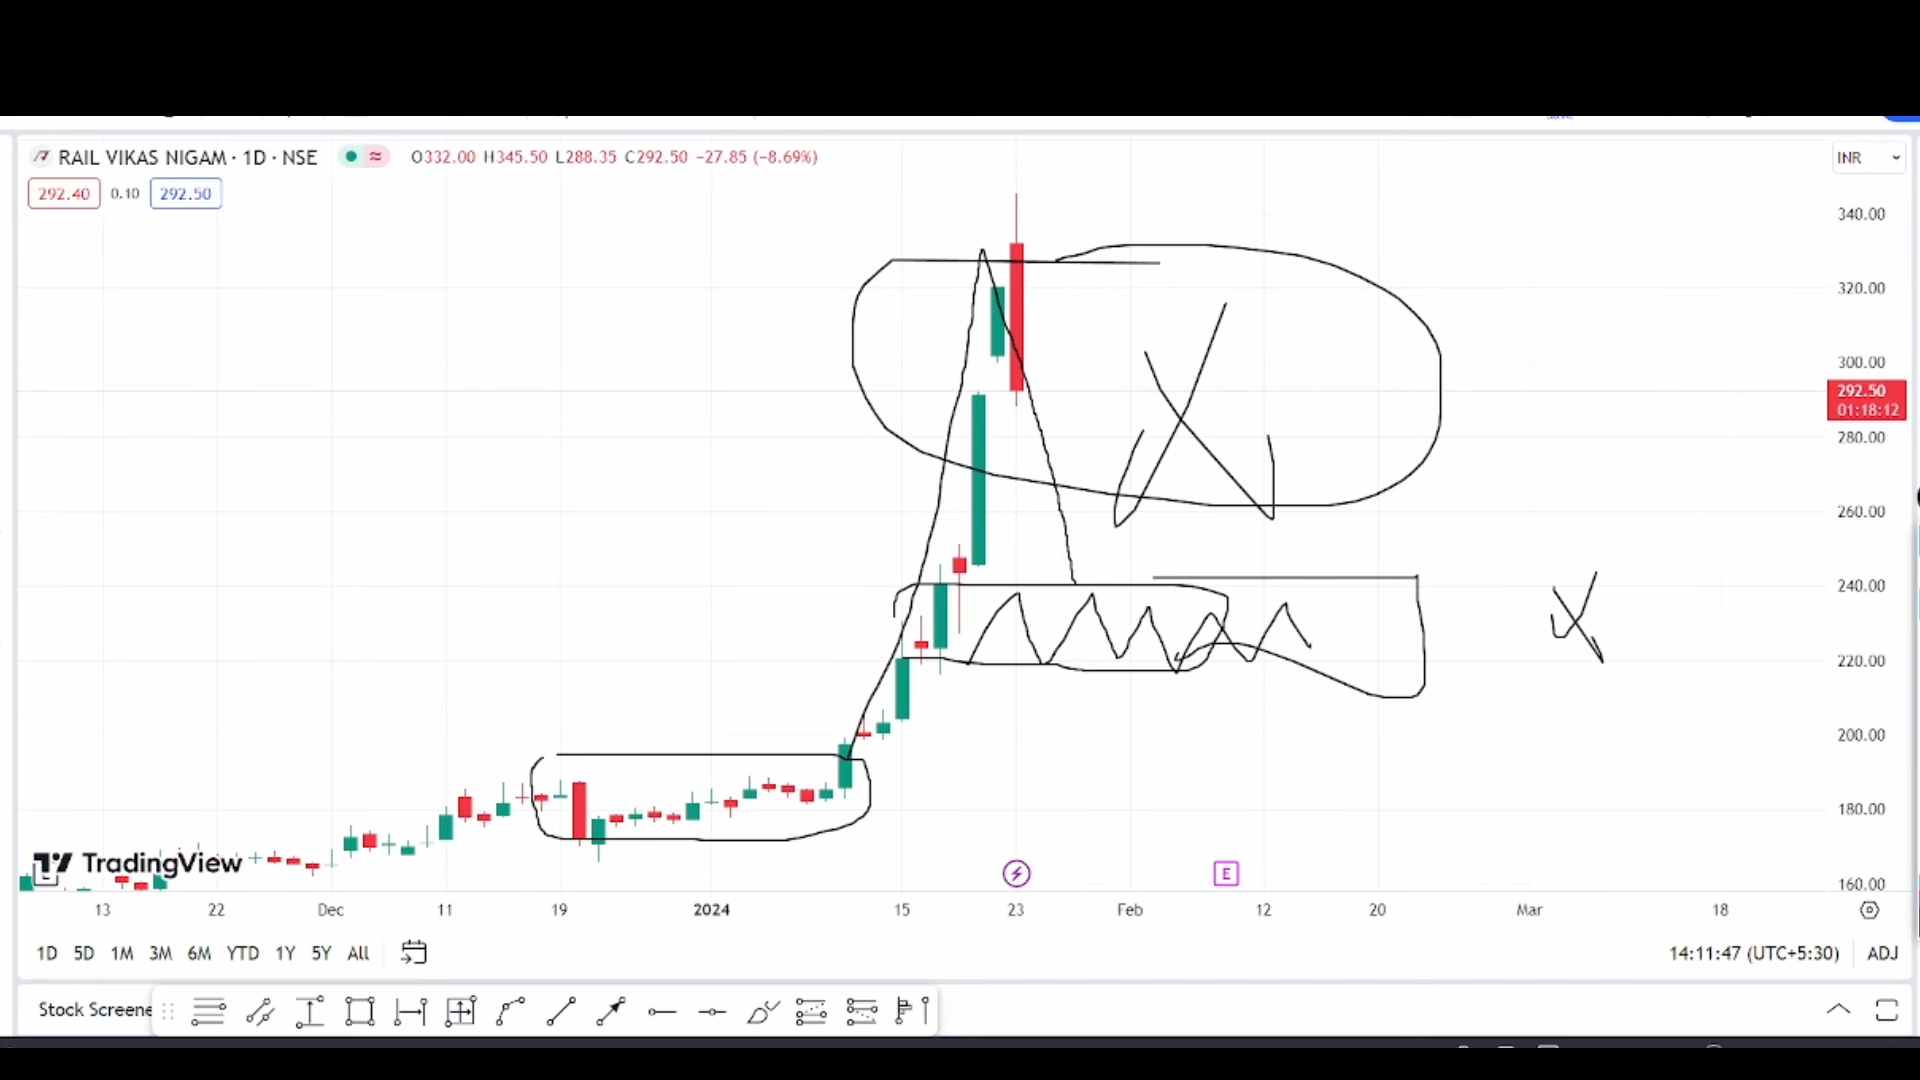 RAIL VIKAS NIGAM · 1D · NSE O332.00 H345.50 L288.35 C292.50 −27.85 (−8.69%)
INR
292.40 0.10 292.50
340.00
320.00
300.00
292.50
01:18:12
280.00
260.00
240.00
220.00
200.00
180.00
160.00
TradingView
E
13 22 Dec 11 19 2024 15 23 Feb 12 20 Mar 18
1D 5D 1M 3M 6M YTD 1Y 5Y All
14:11:47 (UTC+5:30) ADJ
Stock Screene